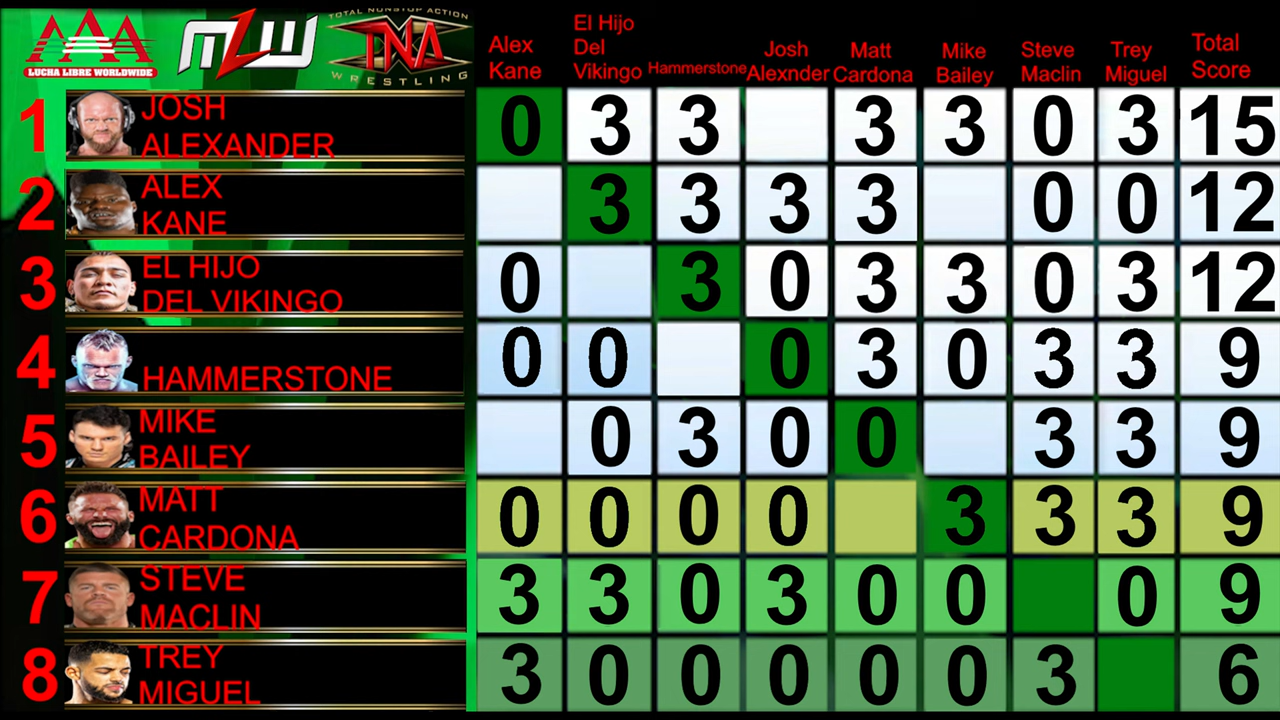 AAA
LUCHA LIBRE WORLDWIDE
MLW
TOTAL NONSTOP ACTION
TNA
WRESTLING
Alex
Kane
El Hijo
Del
Vikingo
Hammerstone
Josh
Alexnder
Matt
Cardona
Mike
Bailey
Steve
Maclin
Trey
Miguel
Total
Score
1 JOSH
ALEXANDER
0 3 3 3 3 0 3 15
2 ALEX
KANE
3 3 3 3 0 0 12
3 EL HIJO
DEL VIKINGO
0 3 0 3 3 0 3 12
4 HAMMERSTONE
0 0 0 3 0 3 3 9
5 MIKE
BAILEY
0 3 0 0 3 3 9
6 MATT
CARDONA
0 0 0 0 3 3 3 9
7 STEVE
MACLIN
3 3 0 3 0 0 0 9
8 TREY
MIGUEL
3 0 0 0 0 0 3 6